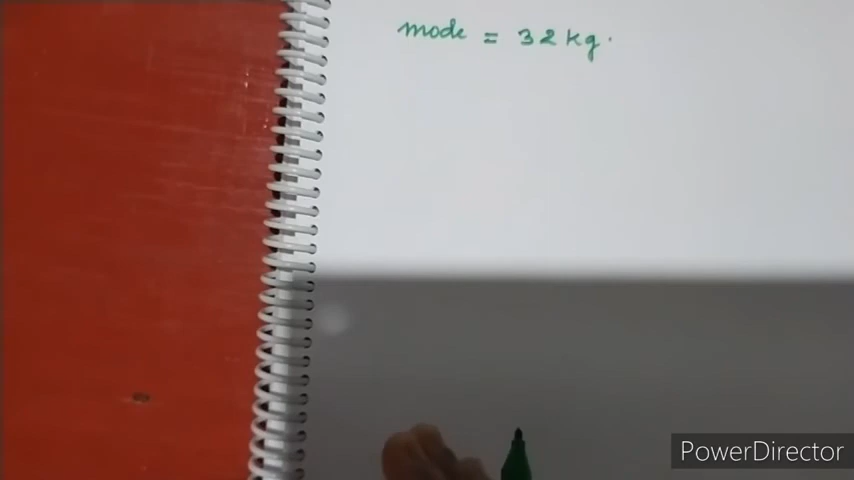 mode = 32 kg.
PowerDirector